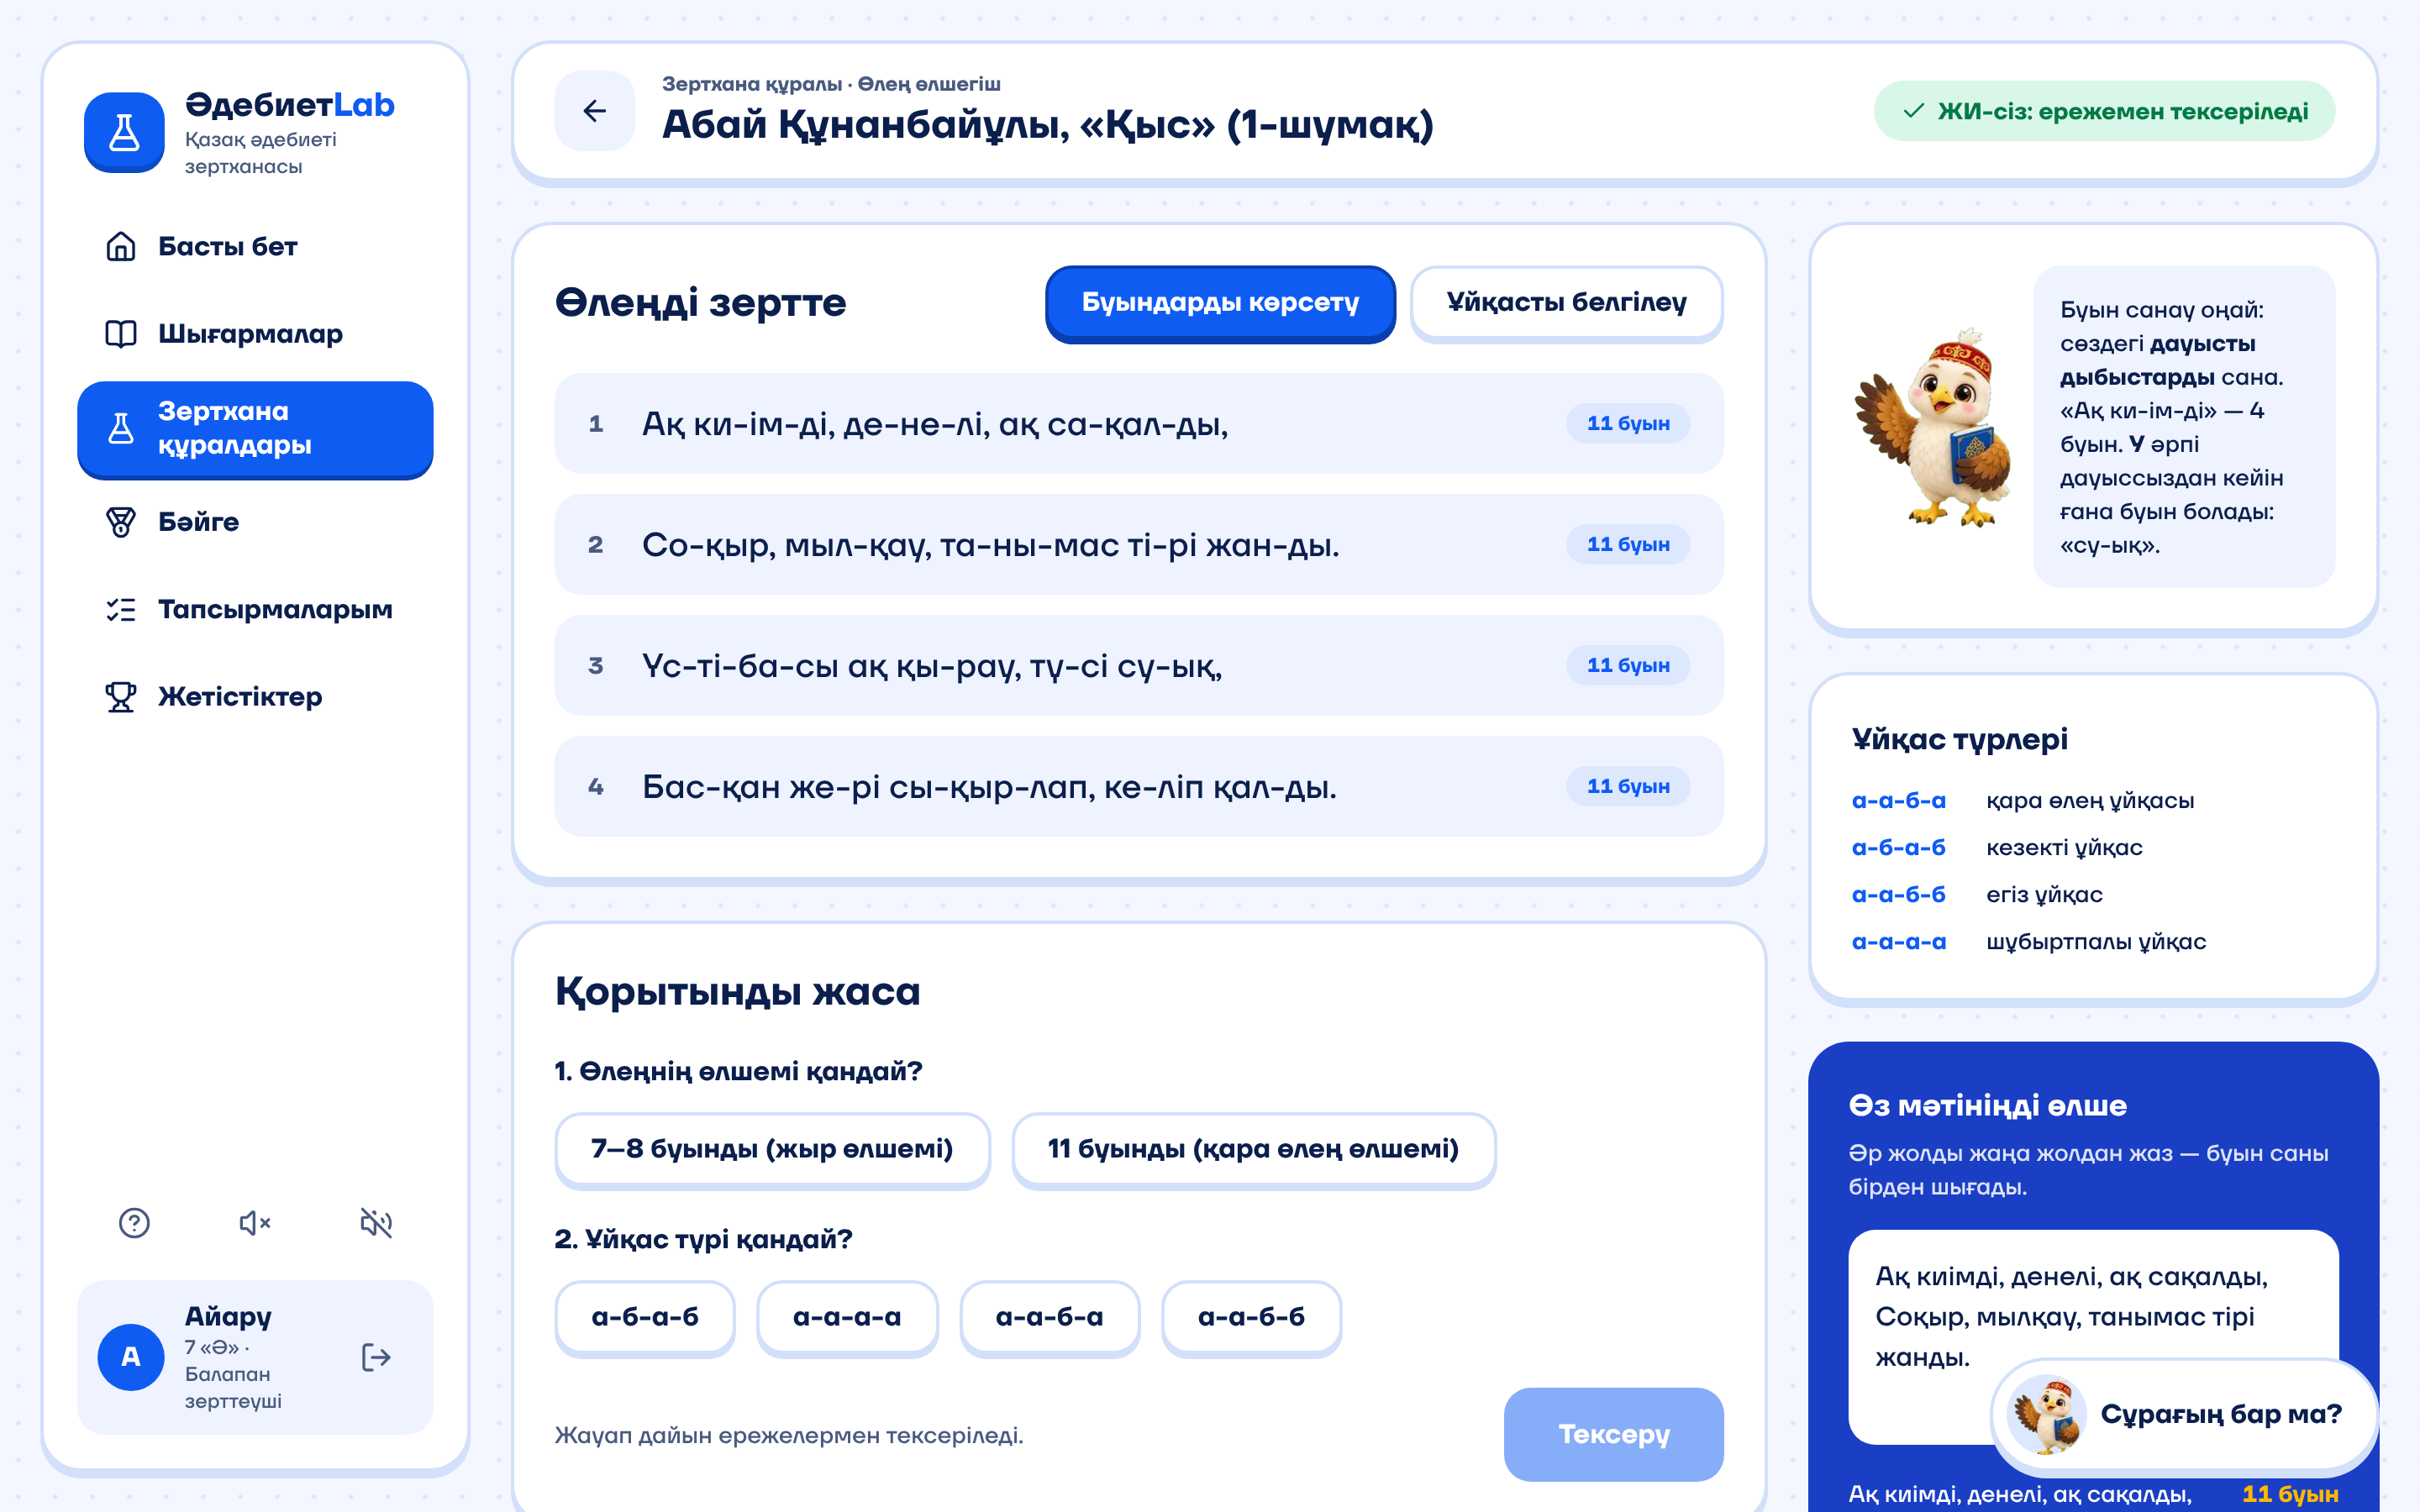 ӘдебиетLab
Қазақ әдебиеті
зертханасы
Басты бет
Шығармалар
Зертхана
құралдары
Бәйге
Тапсырмаларым
Жетістіктер
А
Айару
7 «Ә» ·
Балапан
зерттеуші
Зертхана құралы · Өлең өлшегіш
Абай Құнанбайұлы, «Қыс» (1-шумақ)
ЖИ-сіз: ережемен тексеріледі
Өлеңді зертте
Буындарды көрсету
Ұйқасты белгілеу
1 Ақ ки-ім-ді, де-не-лі, ақ са-қал-ды, 11 буын
2 Со-қыр, мыл-қау, та-ны-мас ті-рі жан-ды. 11 буын
3 Үс-ті-ба-сы ақ қы-рау, тү-сі су-ық, 11 буын
4 Бас-қан же-рі сы-қыр-лап, ке-ліп қал-ды. 11 буын
Қорытынды жаса
1. Өлеңнің өлшемі қандай?
7–8 буынды (жыр өлшемі)
11 буынды (қара өлең өлшемі)
2. Ұйқас түрі қандай?
а-б-а-б
а-а-а-а
а-а-б-а
а-а-б-б
Жауап дайын ережелермен тексеріледі.
Тексеру
Буын санау оңай:
сөздегі дауысты
дыбыстарды сана.
«Ақ ки-ім-ді» — 4
буын. У әрпі
дауыссыздан кейін
ғана буын болады:
«су-ық».
Ұйқас түрлері
а-а-б-а қара өлең ұйқасы
а-б-а-б кезекті ұйқас
а-а-б-б егіз ұйқас
а-а-а-а шұбыртпалы ұйқас
Өз мәтініңді өлше
Әр жолды жаңа жолдан жаз — буын саны
бірден шығады.
Ақ киімді, денелі, ақ сақалды,
Соқыр, мылқау, танымас тірі
жанды.
Сұрағың бар ма?
Ақ киімді, денелі, ақ сақалды, 11 буын